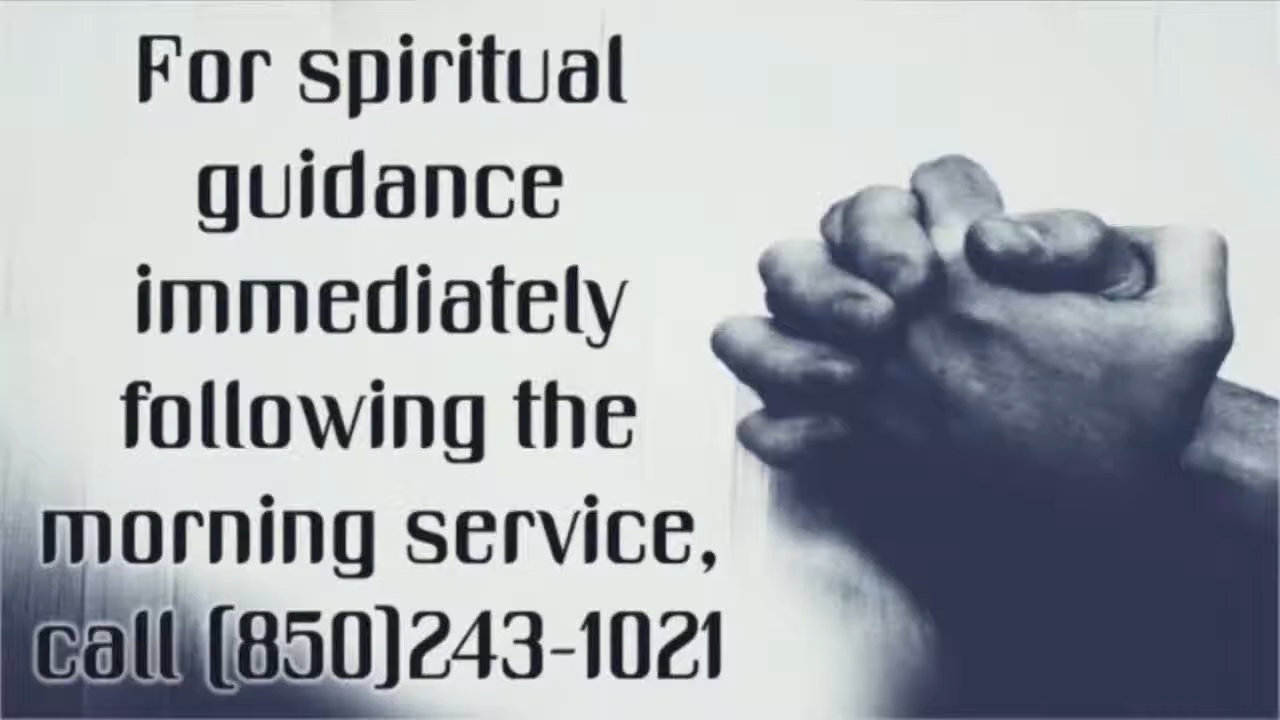 For spiritual
guidance
immediately
following the
morning service,
call (850)243-1021